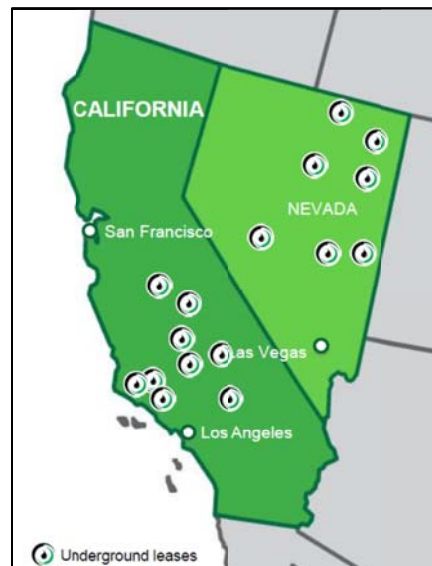 CALIFORNIA
NEVADA
San Francisco
Las Vegas
Los Angeles
Underground leases